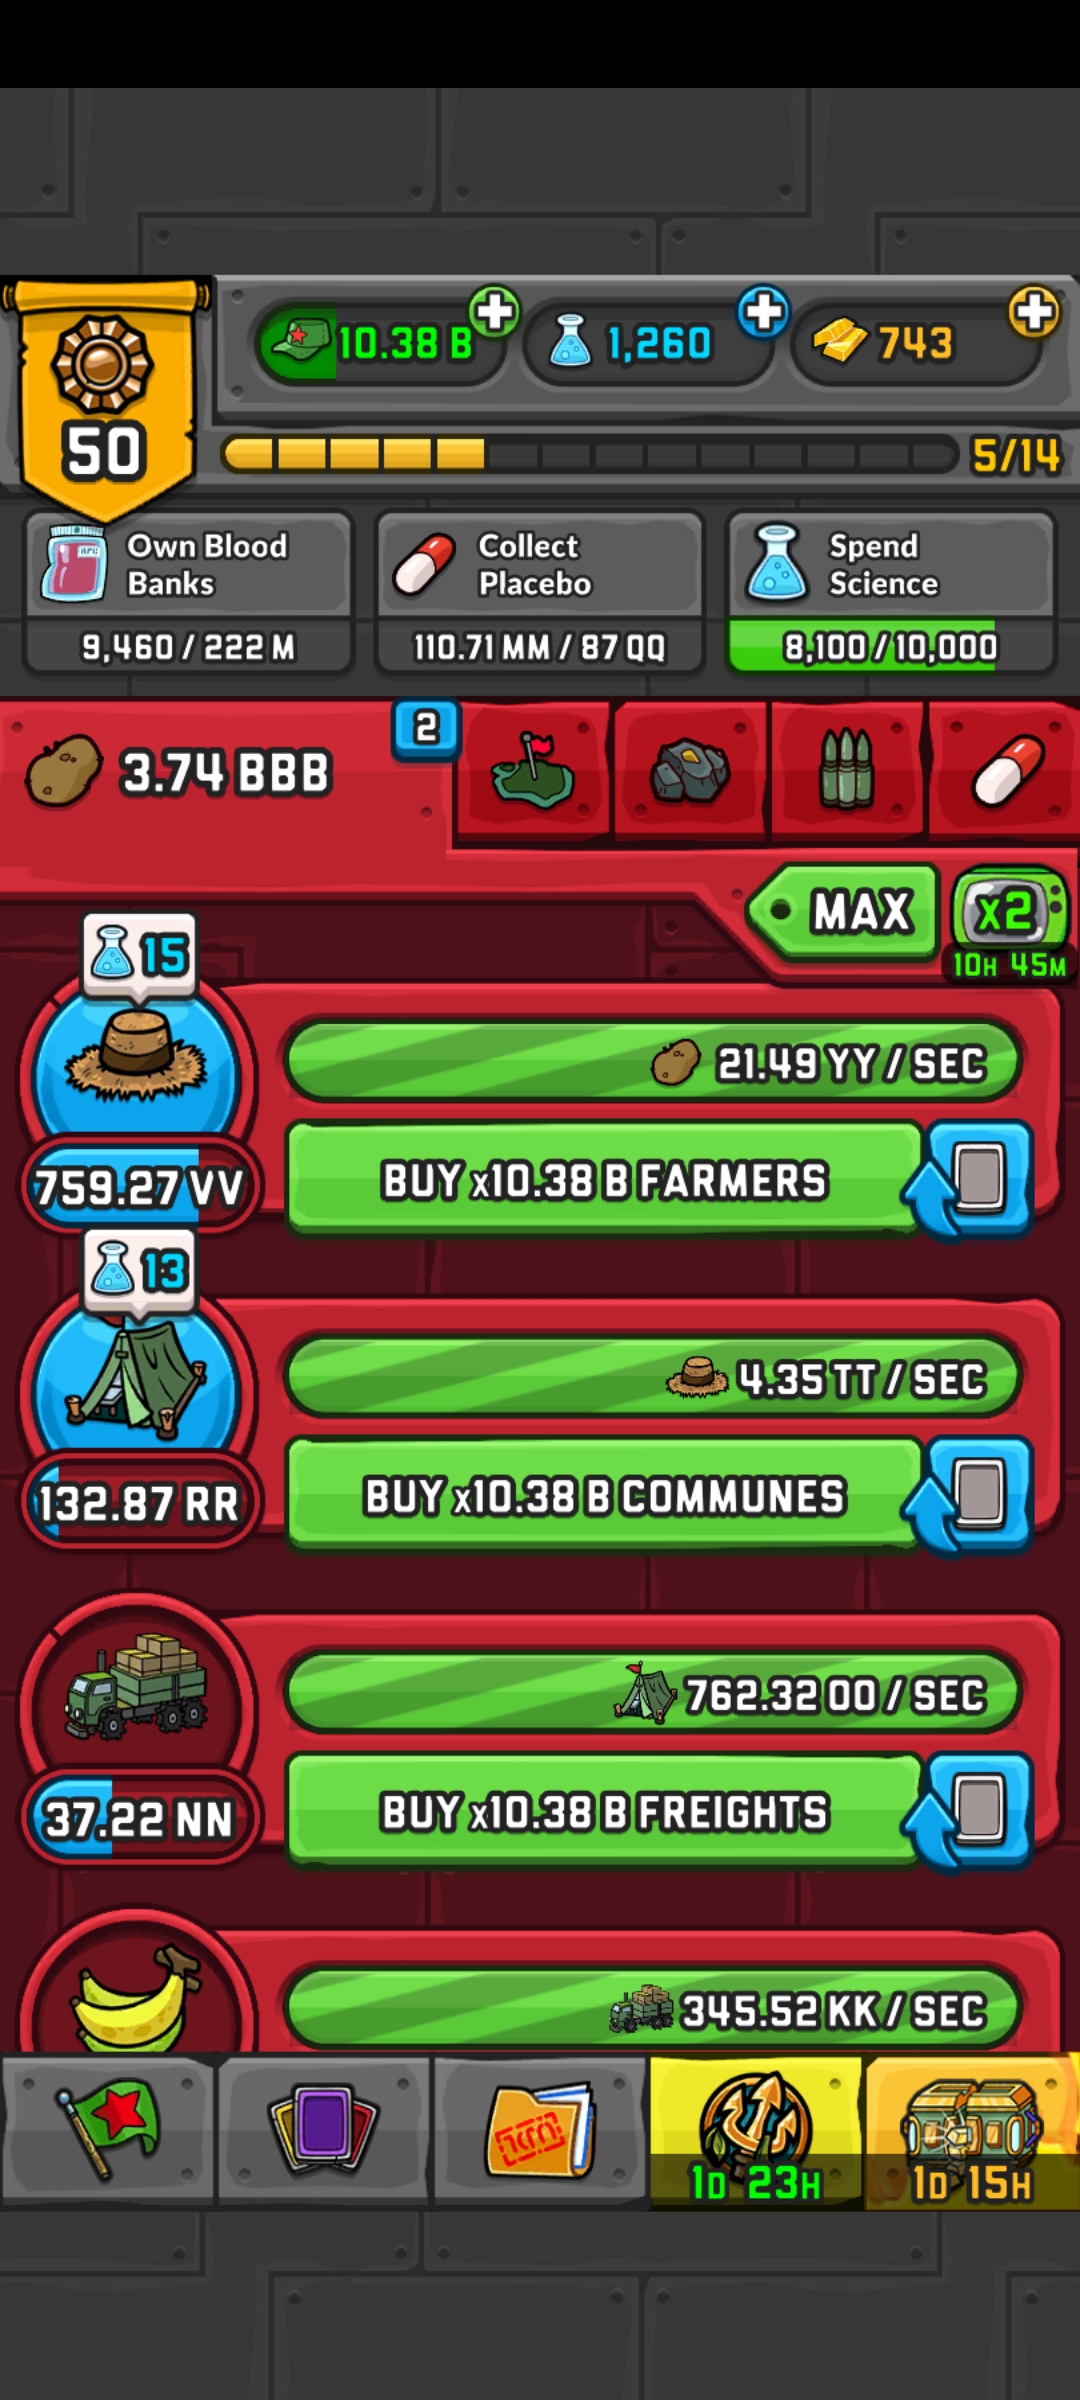 10.38 B
1,260
743
50
5/14
Own Blood
Banks
9,460 / 222 M
Collect
Placebo
110.71 MM / 87 QQ
Spend
Science
8,100 / 10,000
3.74 BBB
2
MAX
x2
10H 45M
15
21.49 YY / SEC
759.27 VV
BUY x10.38 B FARMERS
13
4.35 TT / SEC
132.87 RR
BUY x10.38 B COMMUNES
762.32 OO / SEC
37.22 NN
BUY x10.38 B FREIGHTS
345.52 KK / SEC
1D 23H
1D 15H